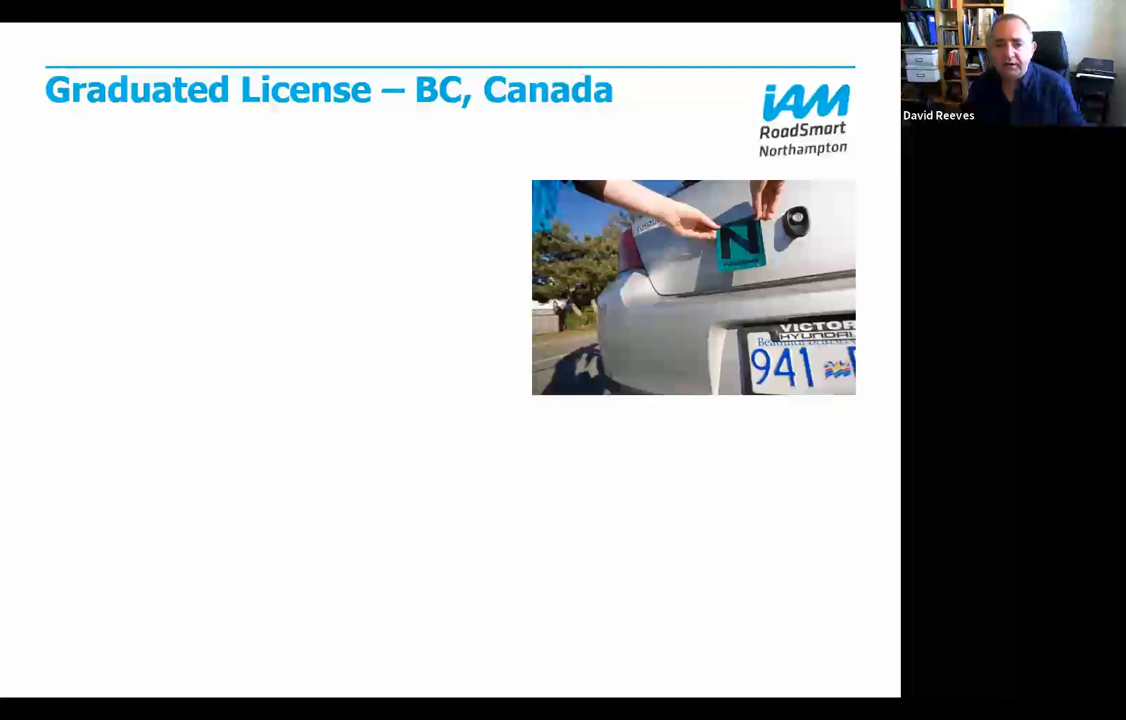 Graduated License – BC, Canada
iAM
RoadSmart
Northampton
David Reeves
N
VICTOR
HYUNDAI
941